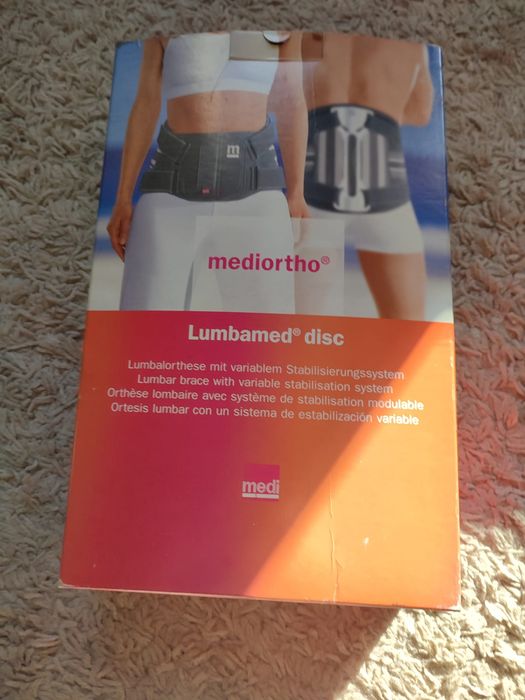 m
mediortho®
Lumbamed® disc
Lumbalorthese mit variablem Stabilisierungssystem
Lumbar brace with variable stabilisation system
Orthèse lombaire avec système de stabilisation modulable
Ortesis lumbar con un sistema de estabilización variable
medi